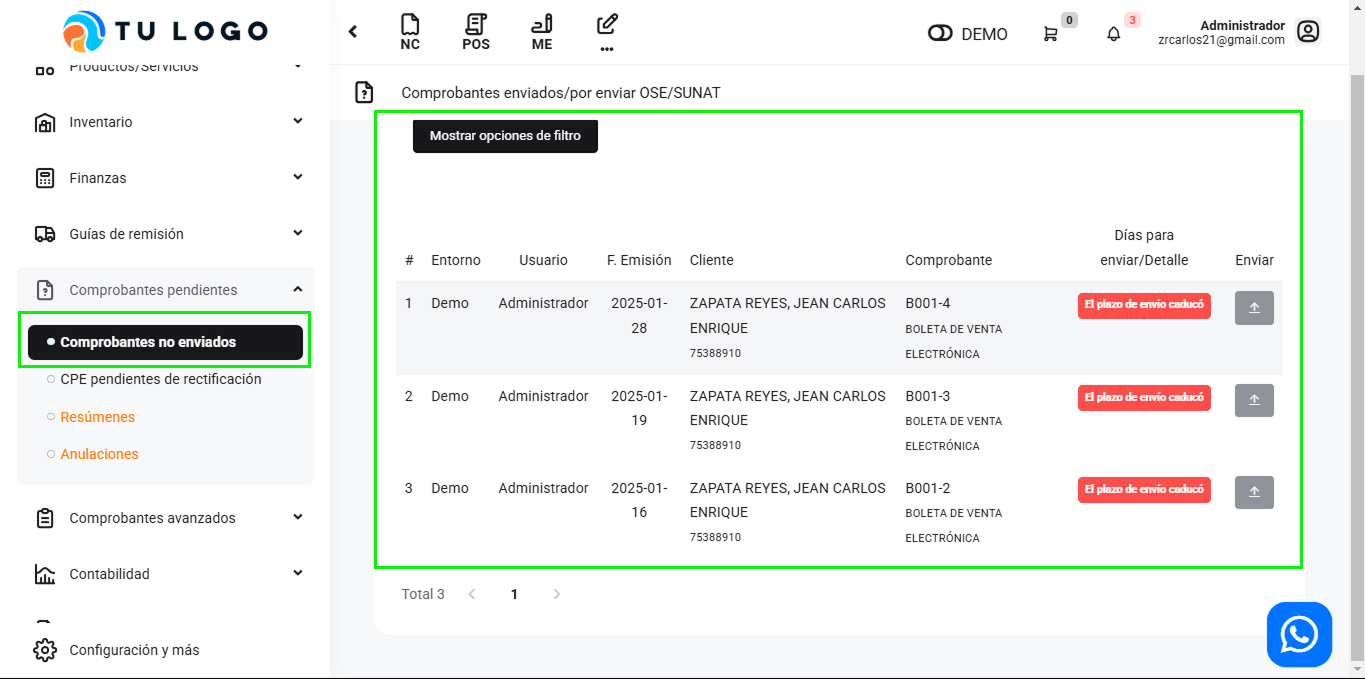 TU LOGO
Productos/Servicios
Inventario
Finanzas
Guías de remisión
Comprobantes pendientes
Comprobantes no enviados
CPE pendientes de rectificación
Resúmenes
Anulaciones
Comprobantes avanzados
Contabilidad
Configuración y más
NC
POS
ME
DEMO
0
3
Administrador
zrcarlos21@gmail.com
Comprobantes enviados/por enviar OSE/SUNAT
Mostrar opciones de filtro
# Entorno Usuario F. Emisión Cliente Comprobante Días para enviar/Detalle Enviar
1 Demo Administrador 2025-01- ZAPATA REYES, JEAN CARLOS B001-4 El plazo de envío caducó
28 ENRIQUE BOLETA DE VENTA
75388910 ELECTRÓNICA
2 Demo Administrador 2025-01- ZAPATA REYES, JEAN CARLOS B001-3 El plazo de envío caducó
19 ENRIQUE BOLETA DE VENTA
75388910 ELECTRÓNICA
3 Demo Administrador 2025-01- ZAPATA REYES, JEAN CARLOS B001-2 El plazo de envío caducó
16 ENRIQUE BOLETA DE VENTA
75388910 ELECTRÓNICA
Total 3 1